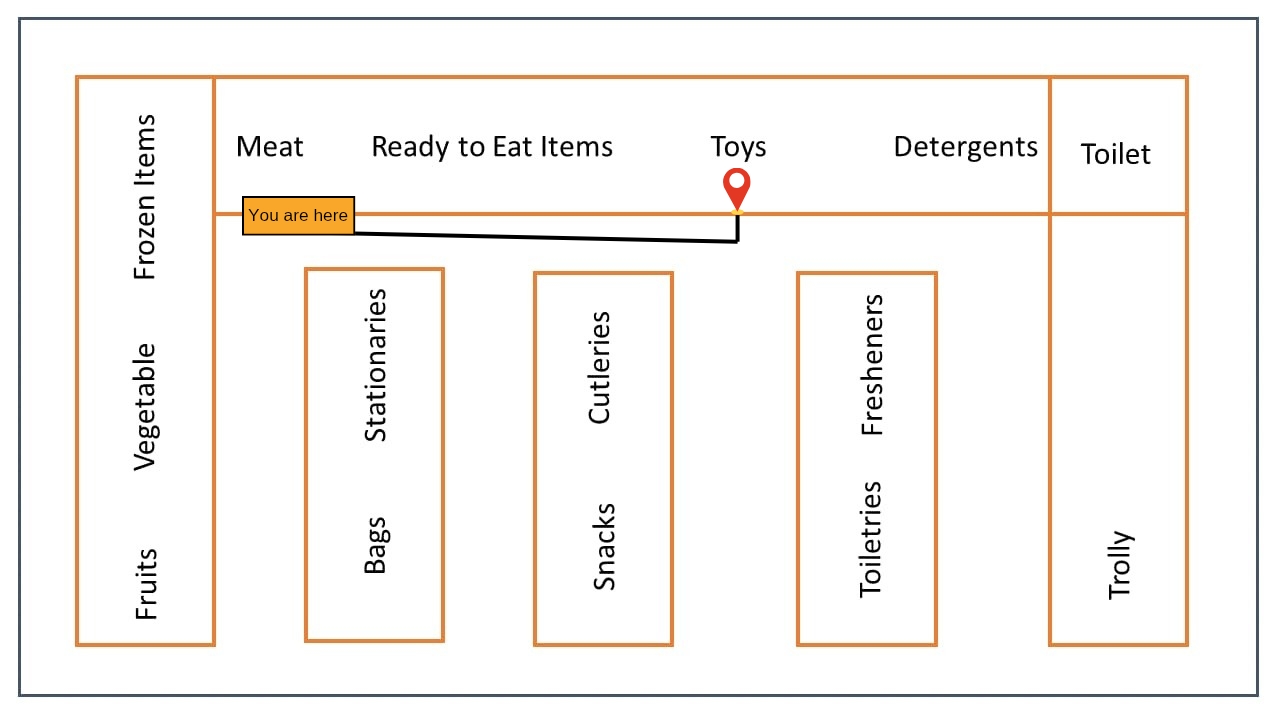 Frozen Items
Vegetable
Fruits
Meat
Ready to Eat Items
Toys
Detergents
Toilet
You are here
Stationaries
Bags
Cutleries
Snacks
Fresheners
Toiletries
Trolly